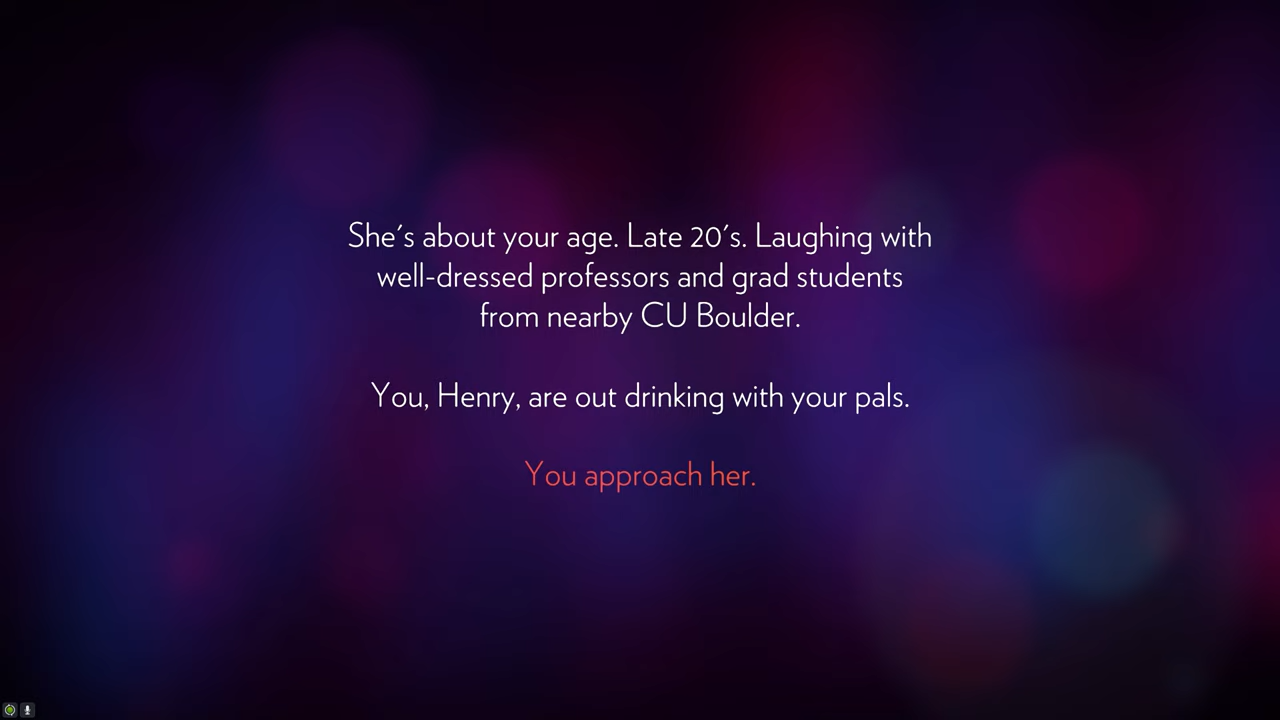 She's about your age. Late 20's. Laughing with
well-dressed professors and grad students
from nearby CU Boulder.
You, Henry, are out drinking with your pals.
You approach her.